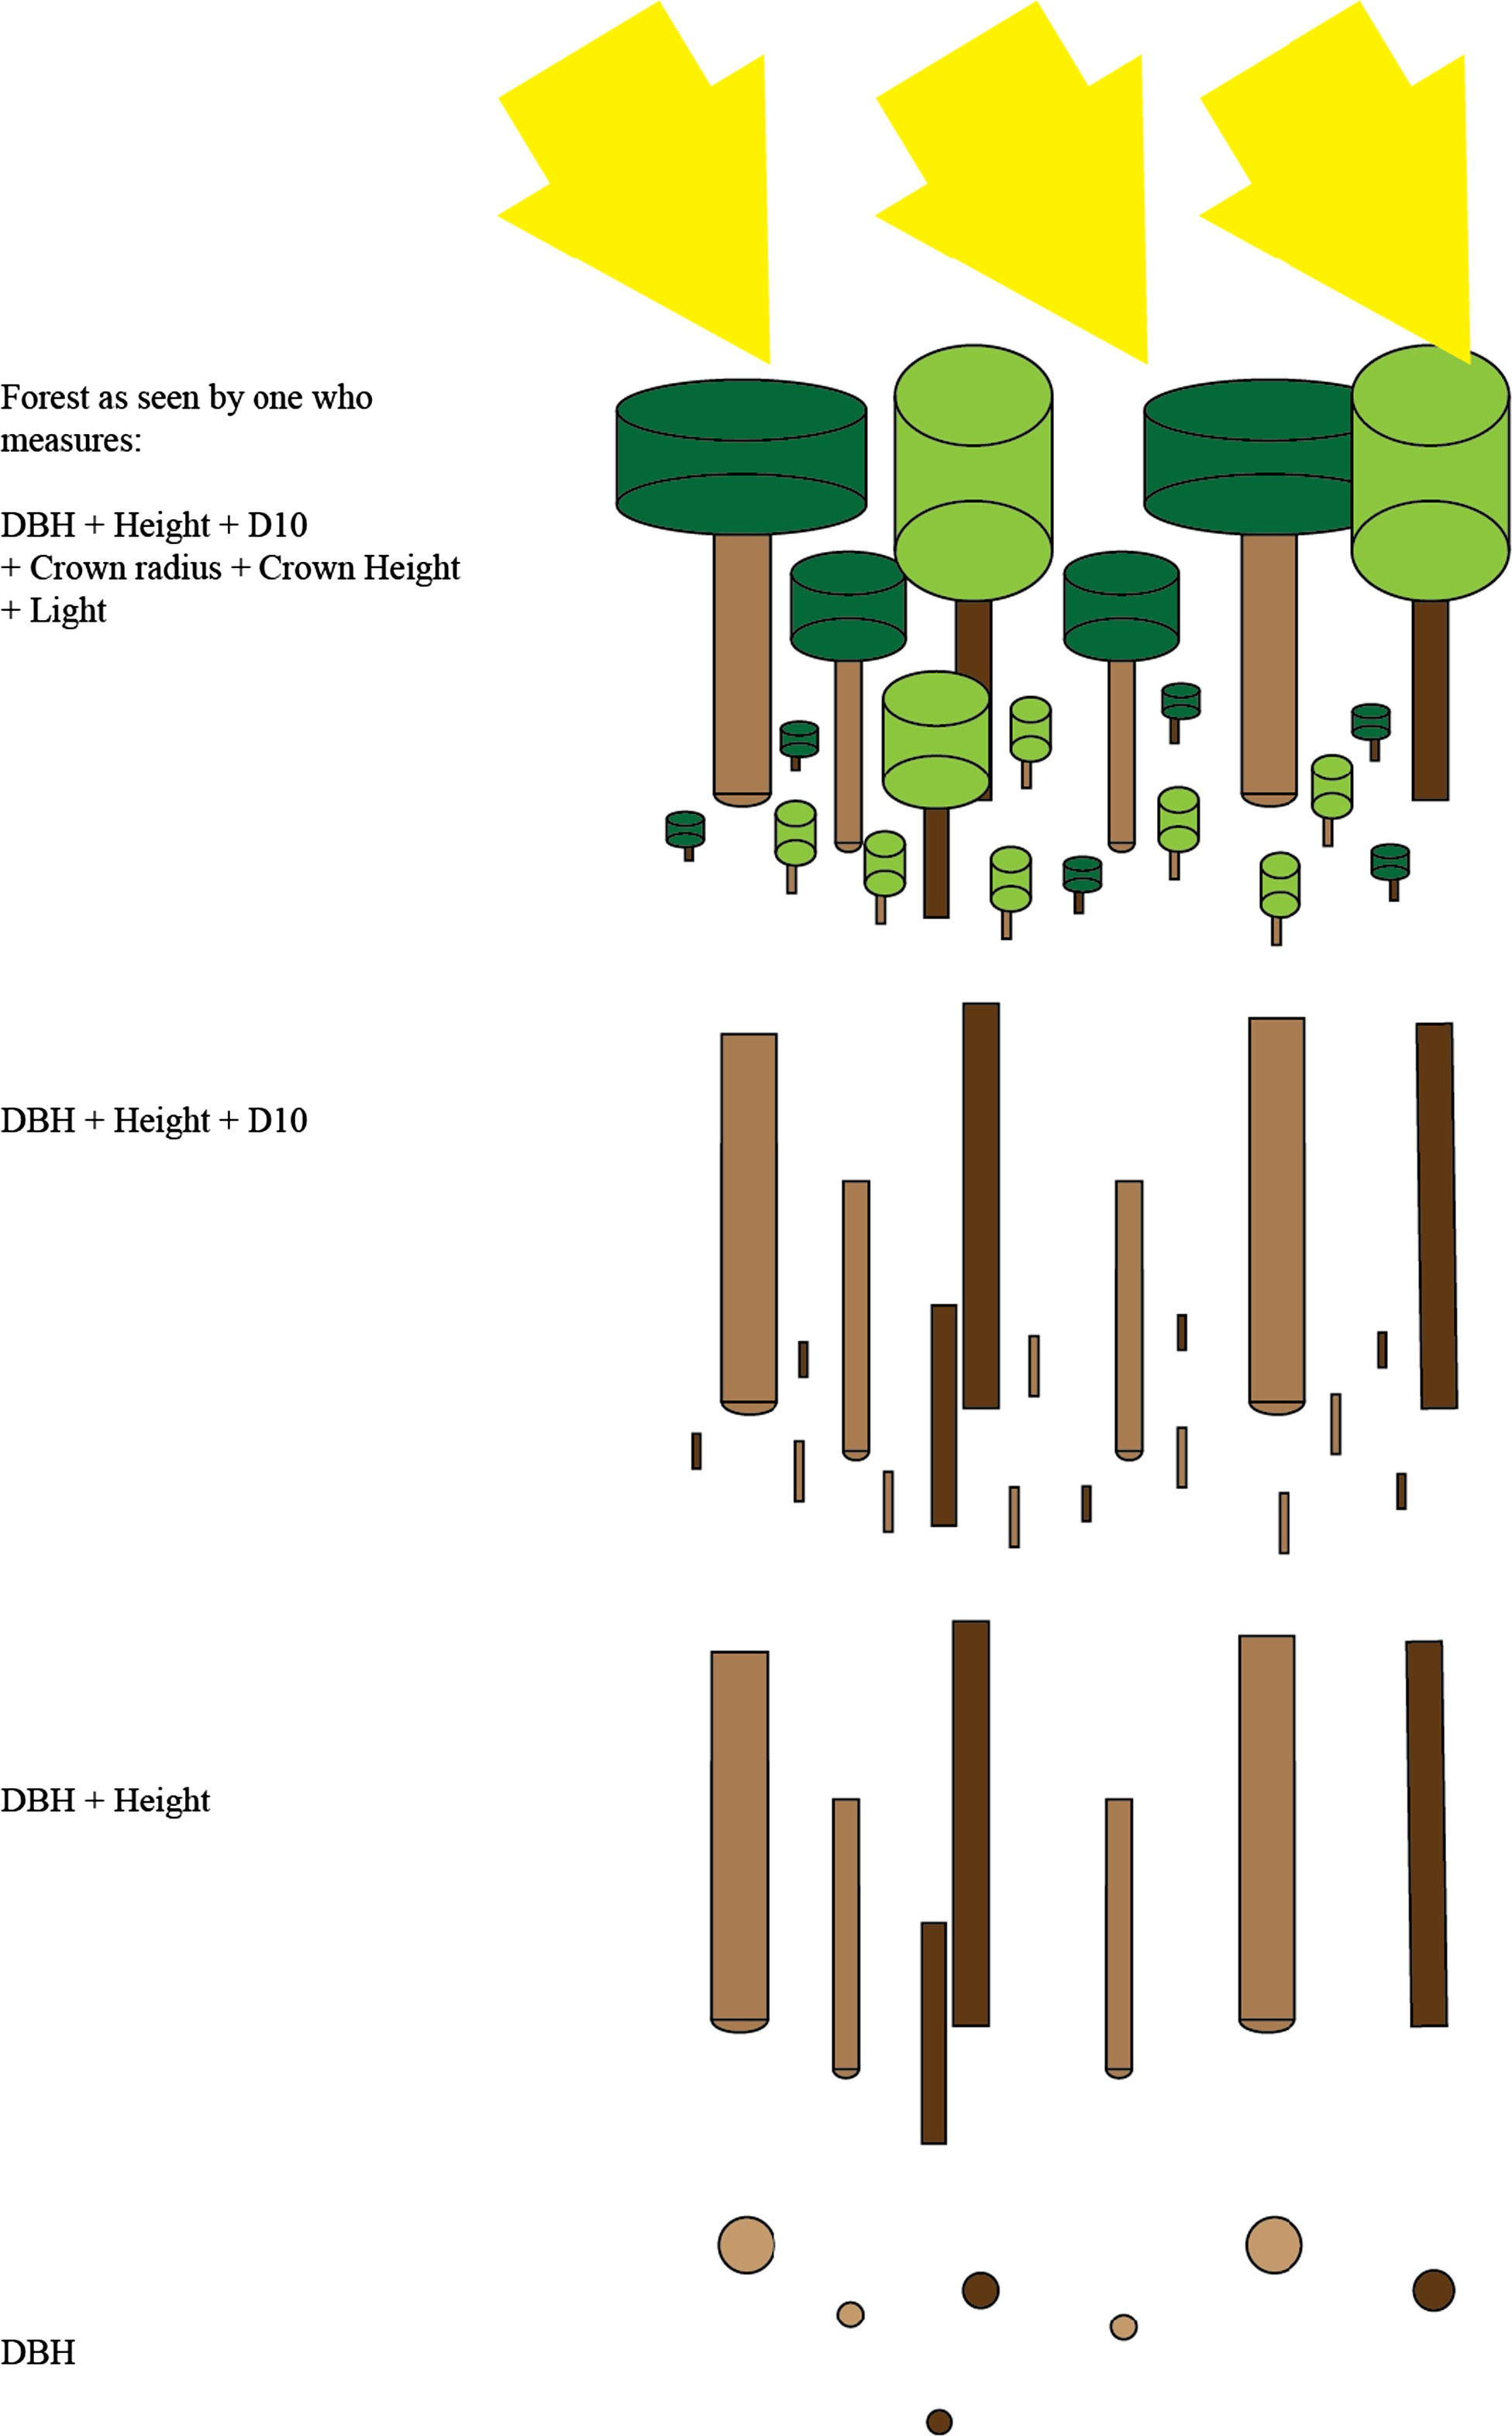 Forest as seen by one who
measures:
DBH + Height + D10
+ Crown radius + Crown Height
+ Light
DBH + Height + D10
DBH + Height
DBH